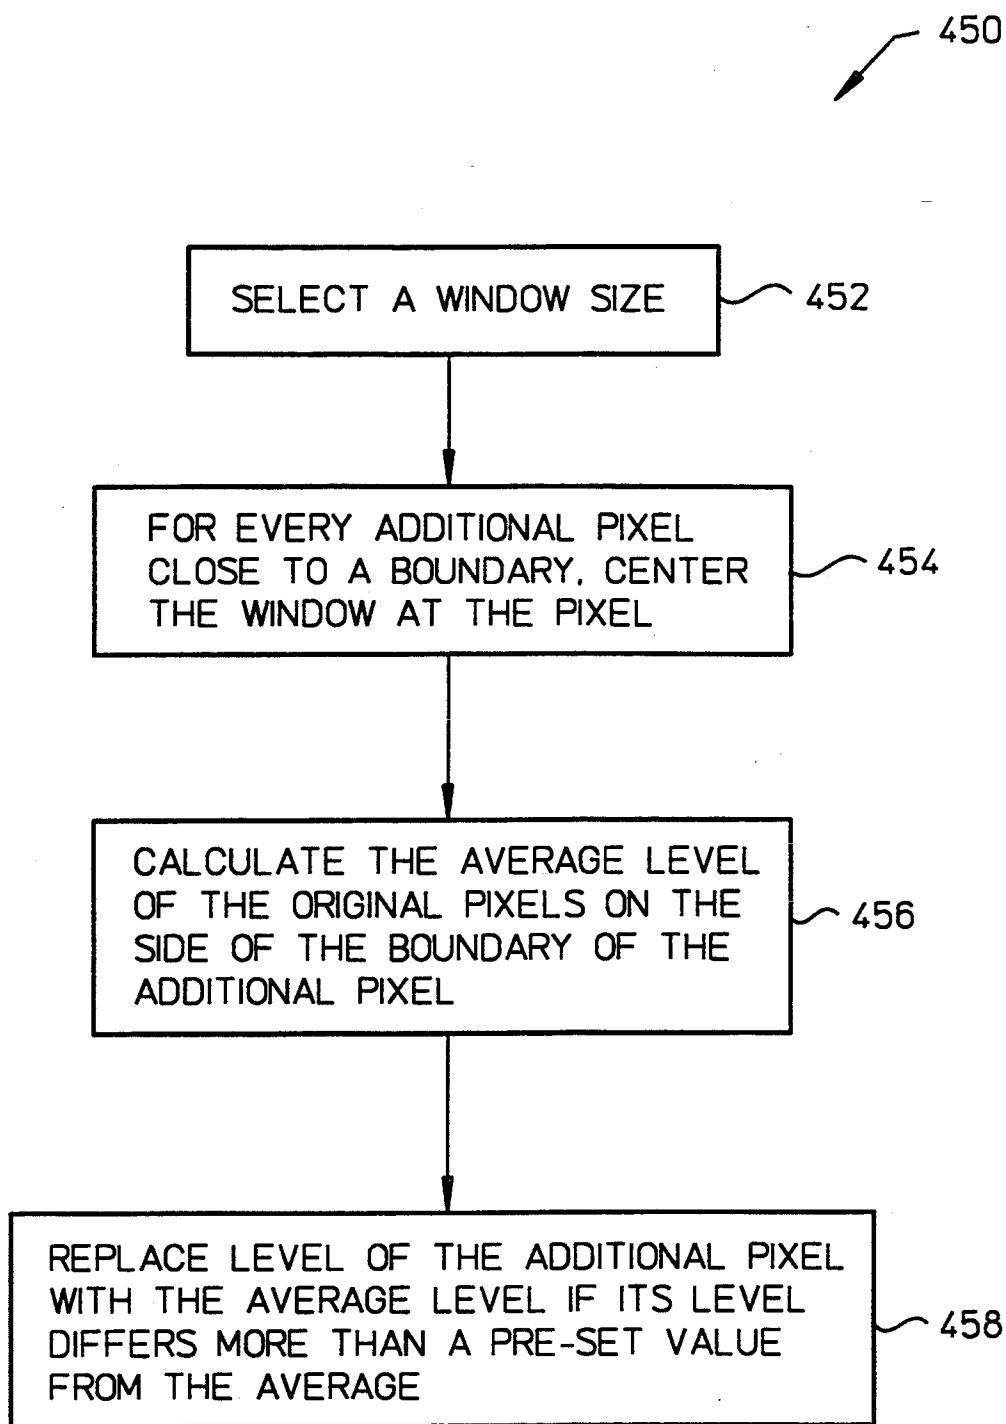 450
SELECT A WINDOW SIZE
452
FOR EVERY ADDITIONAL PIXEL
CLOSE TO A BOUNDARY, CENTER
THE WINDOW AT THE PIXEL
454
CALCULATE THE AVERAGE LEVEL
OF THE ORIGINAL PIXELS ON THE
SIDE OF THE BOUNDARY OF THE
ADDITIONAL PIXEL
456
REPLACE LEVEL OF THE ADDITIONAL PIXEL
WITH THE AVERAGE LEVEL IF ITS LEVEL
DIFFERS MORE THAN A PRE-SET VALUE
FROM THE AVERAGE
458